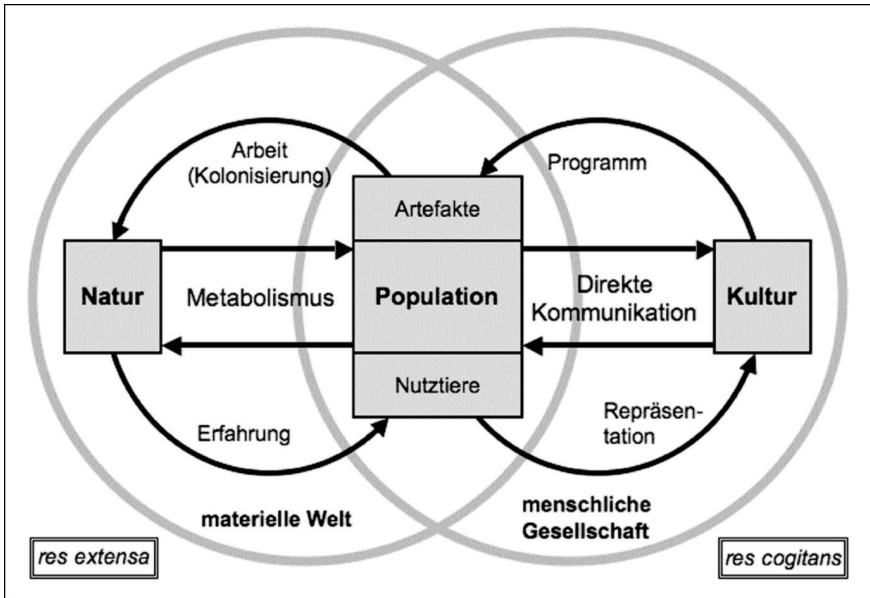 Arbeit
(Kolonisierung)
Programm
Artefakte
Natur
Metabolismus
Population
Direkte
Kommunikation
Kultur
Nutztiere
Erfahrung
Repräsen-
tation
materielle Welt
menschliche
Gesellschaft
res extensa
res cogitans